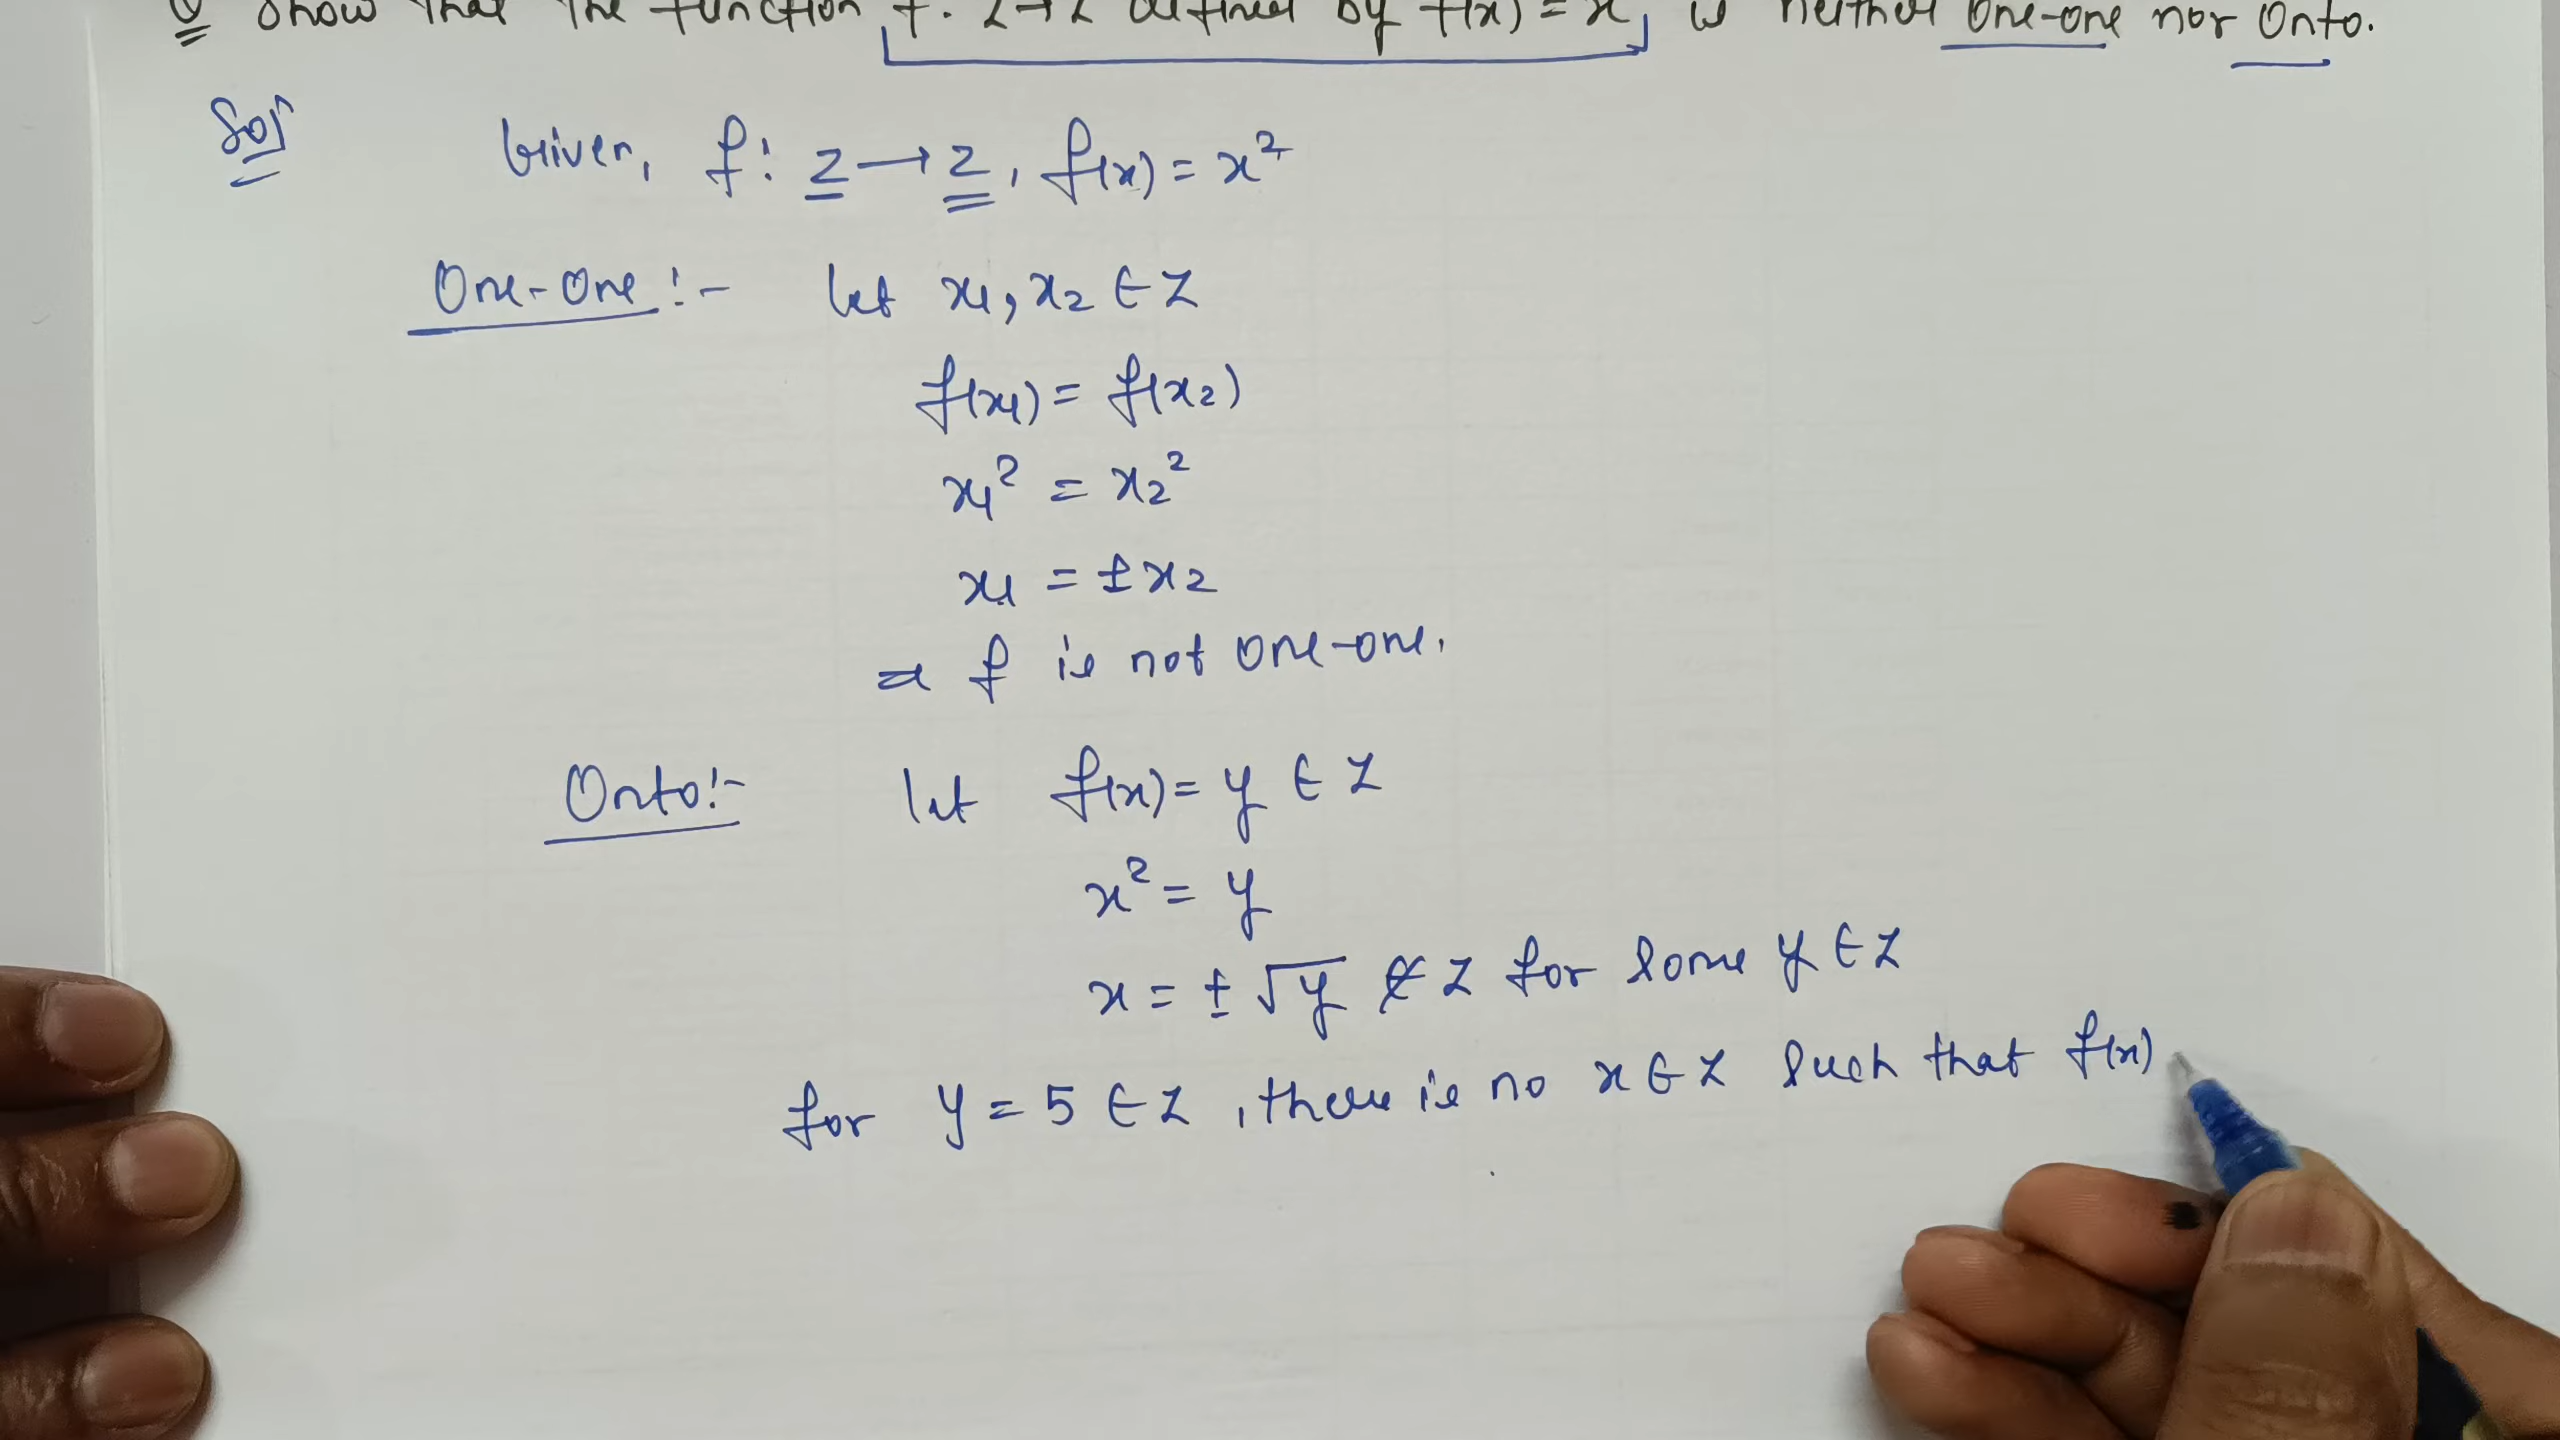 Q Show that the function f: Z→Z defined by f(x) = x is neither One-one nor Onto.
Sol
Given, f: Z→Z, f(x) = x²
One-One:- let x₁, x₂ ∈ Z
f(x₁) = f(x₂)
x₁² = x₂²
x₁ = ±x₂
⇒ f is not one-one.
Onto:- let f(x) = y ∈ Z
x² = y
x = ±√y ∉ Z for some y ∈ Z
for y = 5 ∈ Z, there is no x ∈ Z such that f(x)